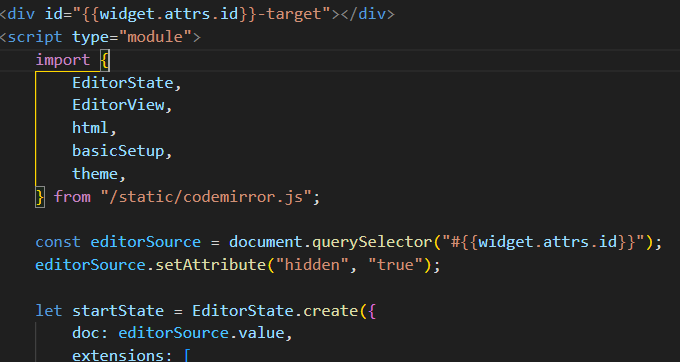 <div id="{{widget.attrs.id}}-target"></div>
<script type="module">
    import {
        EditorState,
        EditorView,
        html,
        basicSetup,
        theme,
    } from "/static/codemirror.js";

    const editorSource = document.querySelector("#{{widget.attrs.id}}");
    editorSource.setAttribute("hidden", "true");

    let startState = EditorState.create({
        doc: editorSource.value,
        extensions: [